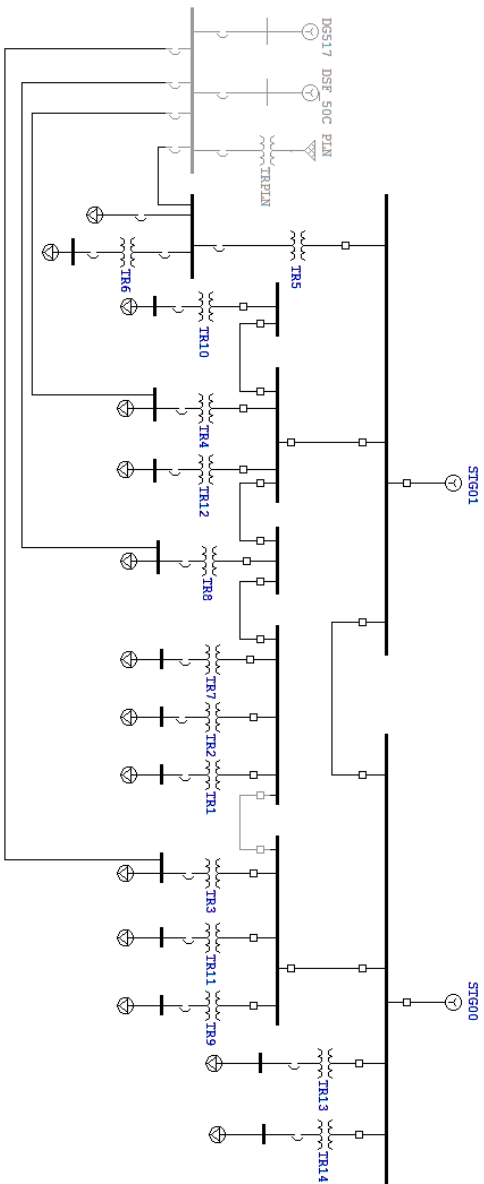 DG517
DSF 50C
PLN
TRPLN
STG01
STG00
TR5
TR6
TR10
TR4
TR12
TR8
TR7
TR2
TR1
TR3
TR11
TR9
TR13
TR14